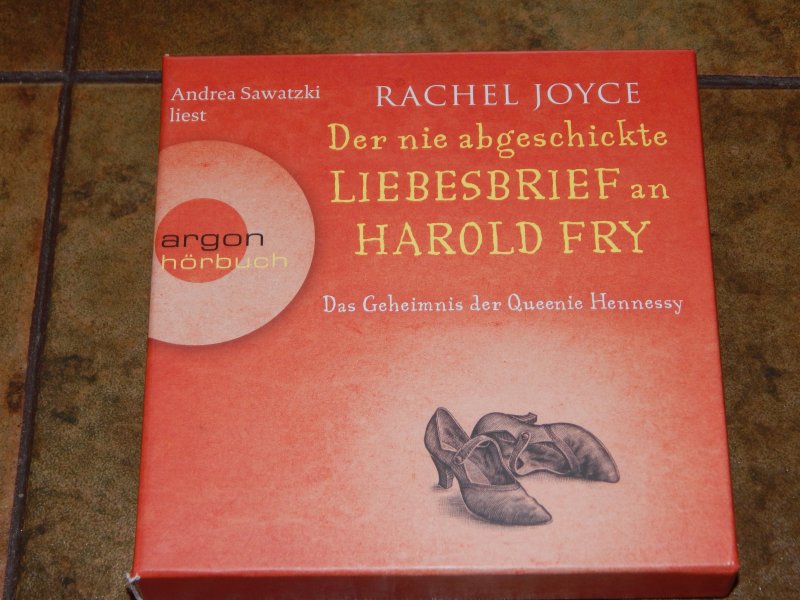 Andrea Sawatzki
liest
RACHEL JOYCE
Der nie abgeschickte
LIEBESBRIEF an
HAROLD FRY
argon
hörbuch
Das Geheimnis der Queenie Hennessy